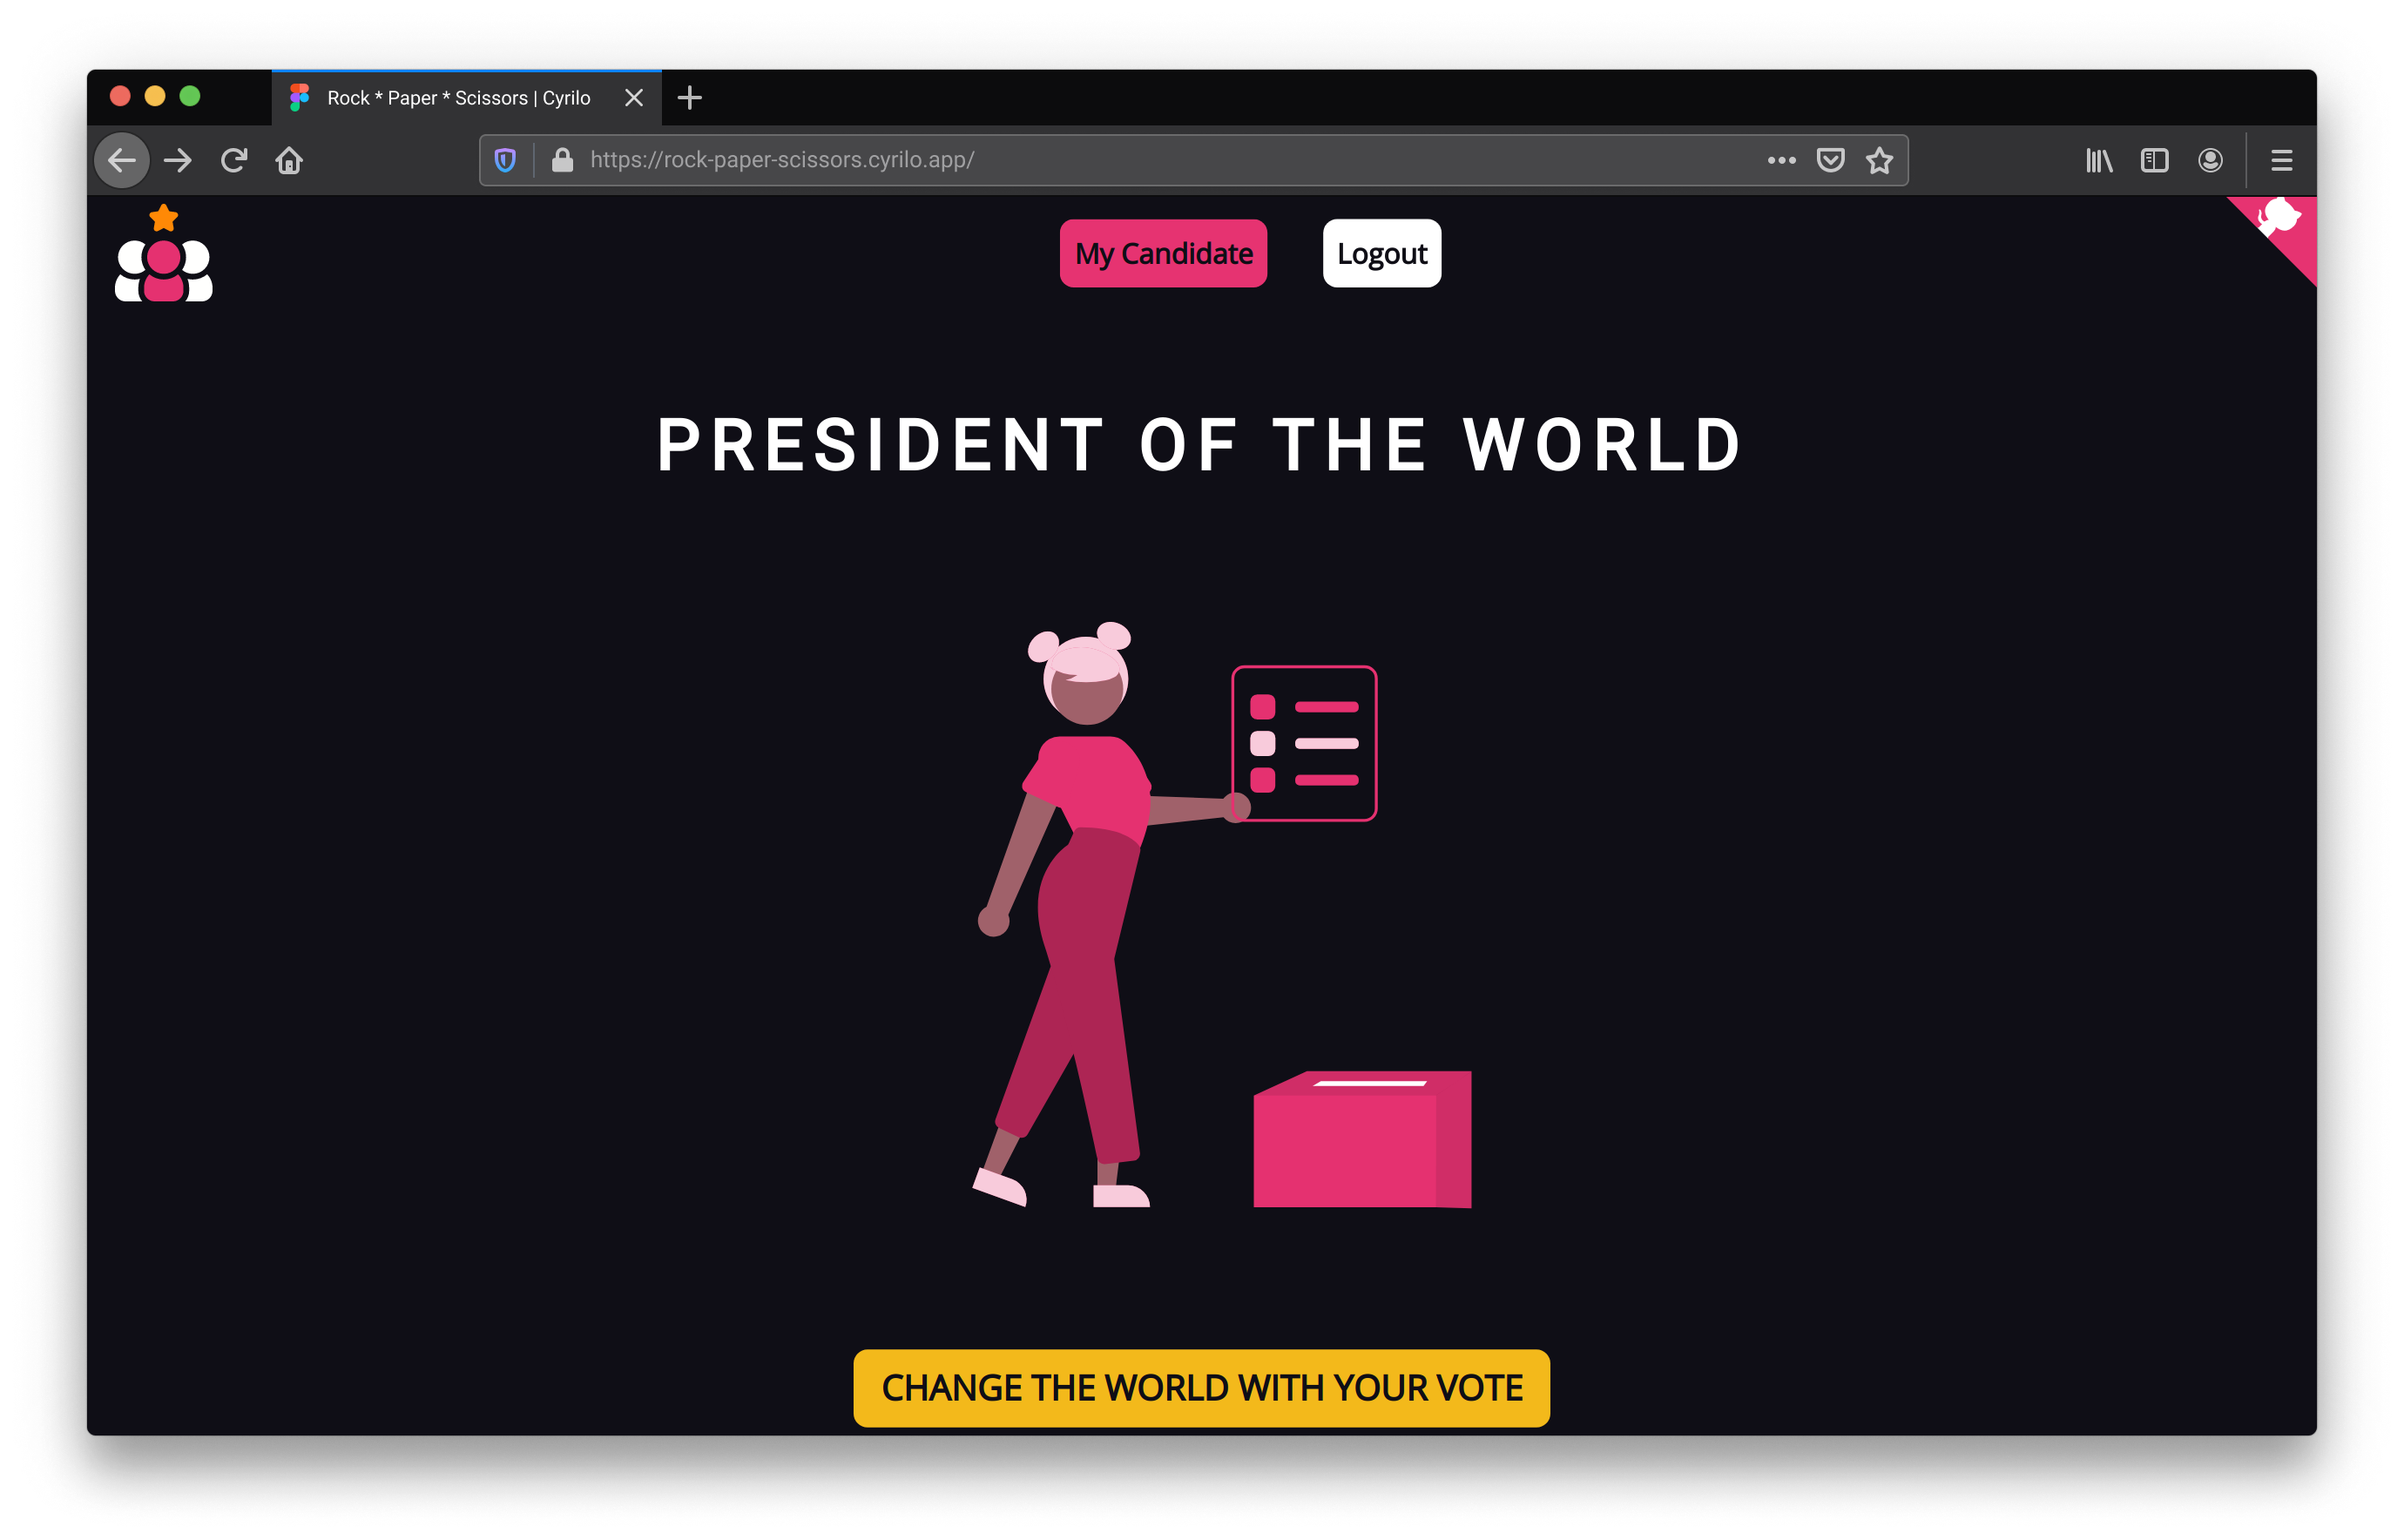 Rock * Paper * Scissors | Cyrilo
https://rock-paper-scissors.cyrilo.app/
My Candidate
Logout
PRESIDENT OF THE WORLD
CHANGE THE WORLD WITH YOUR VOTE